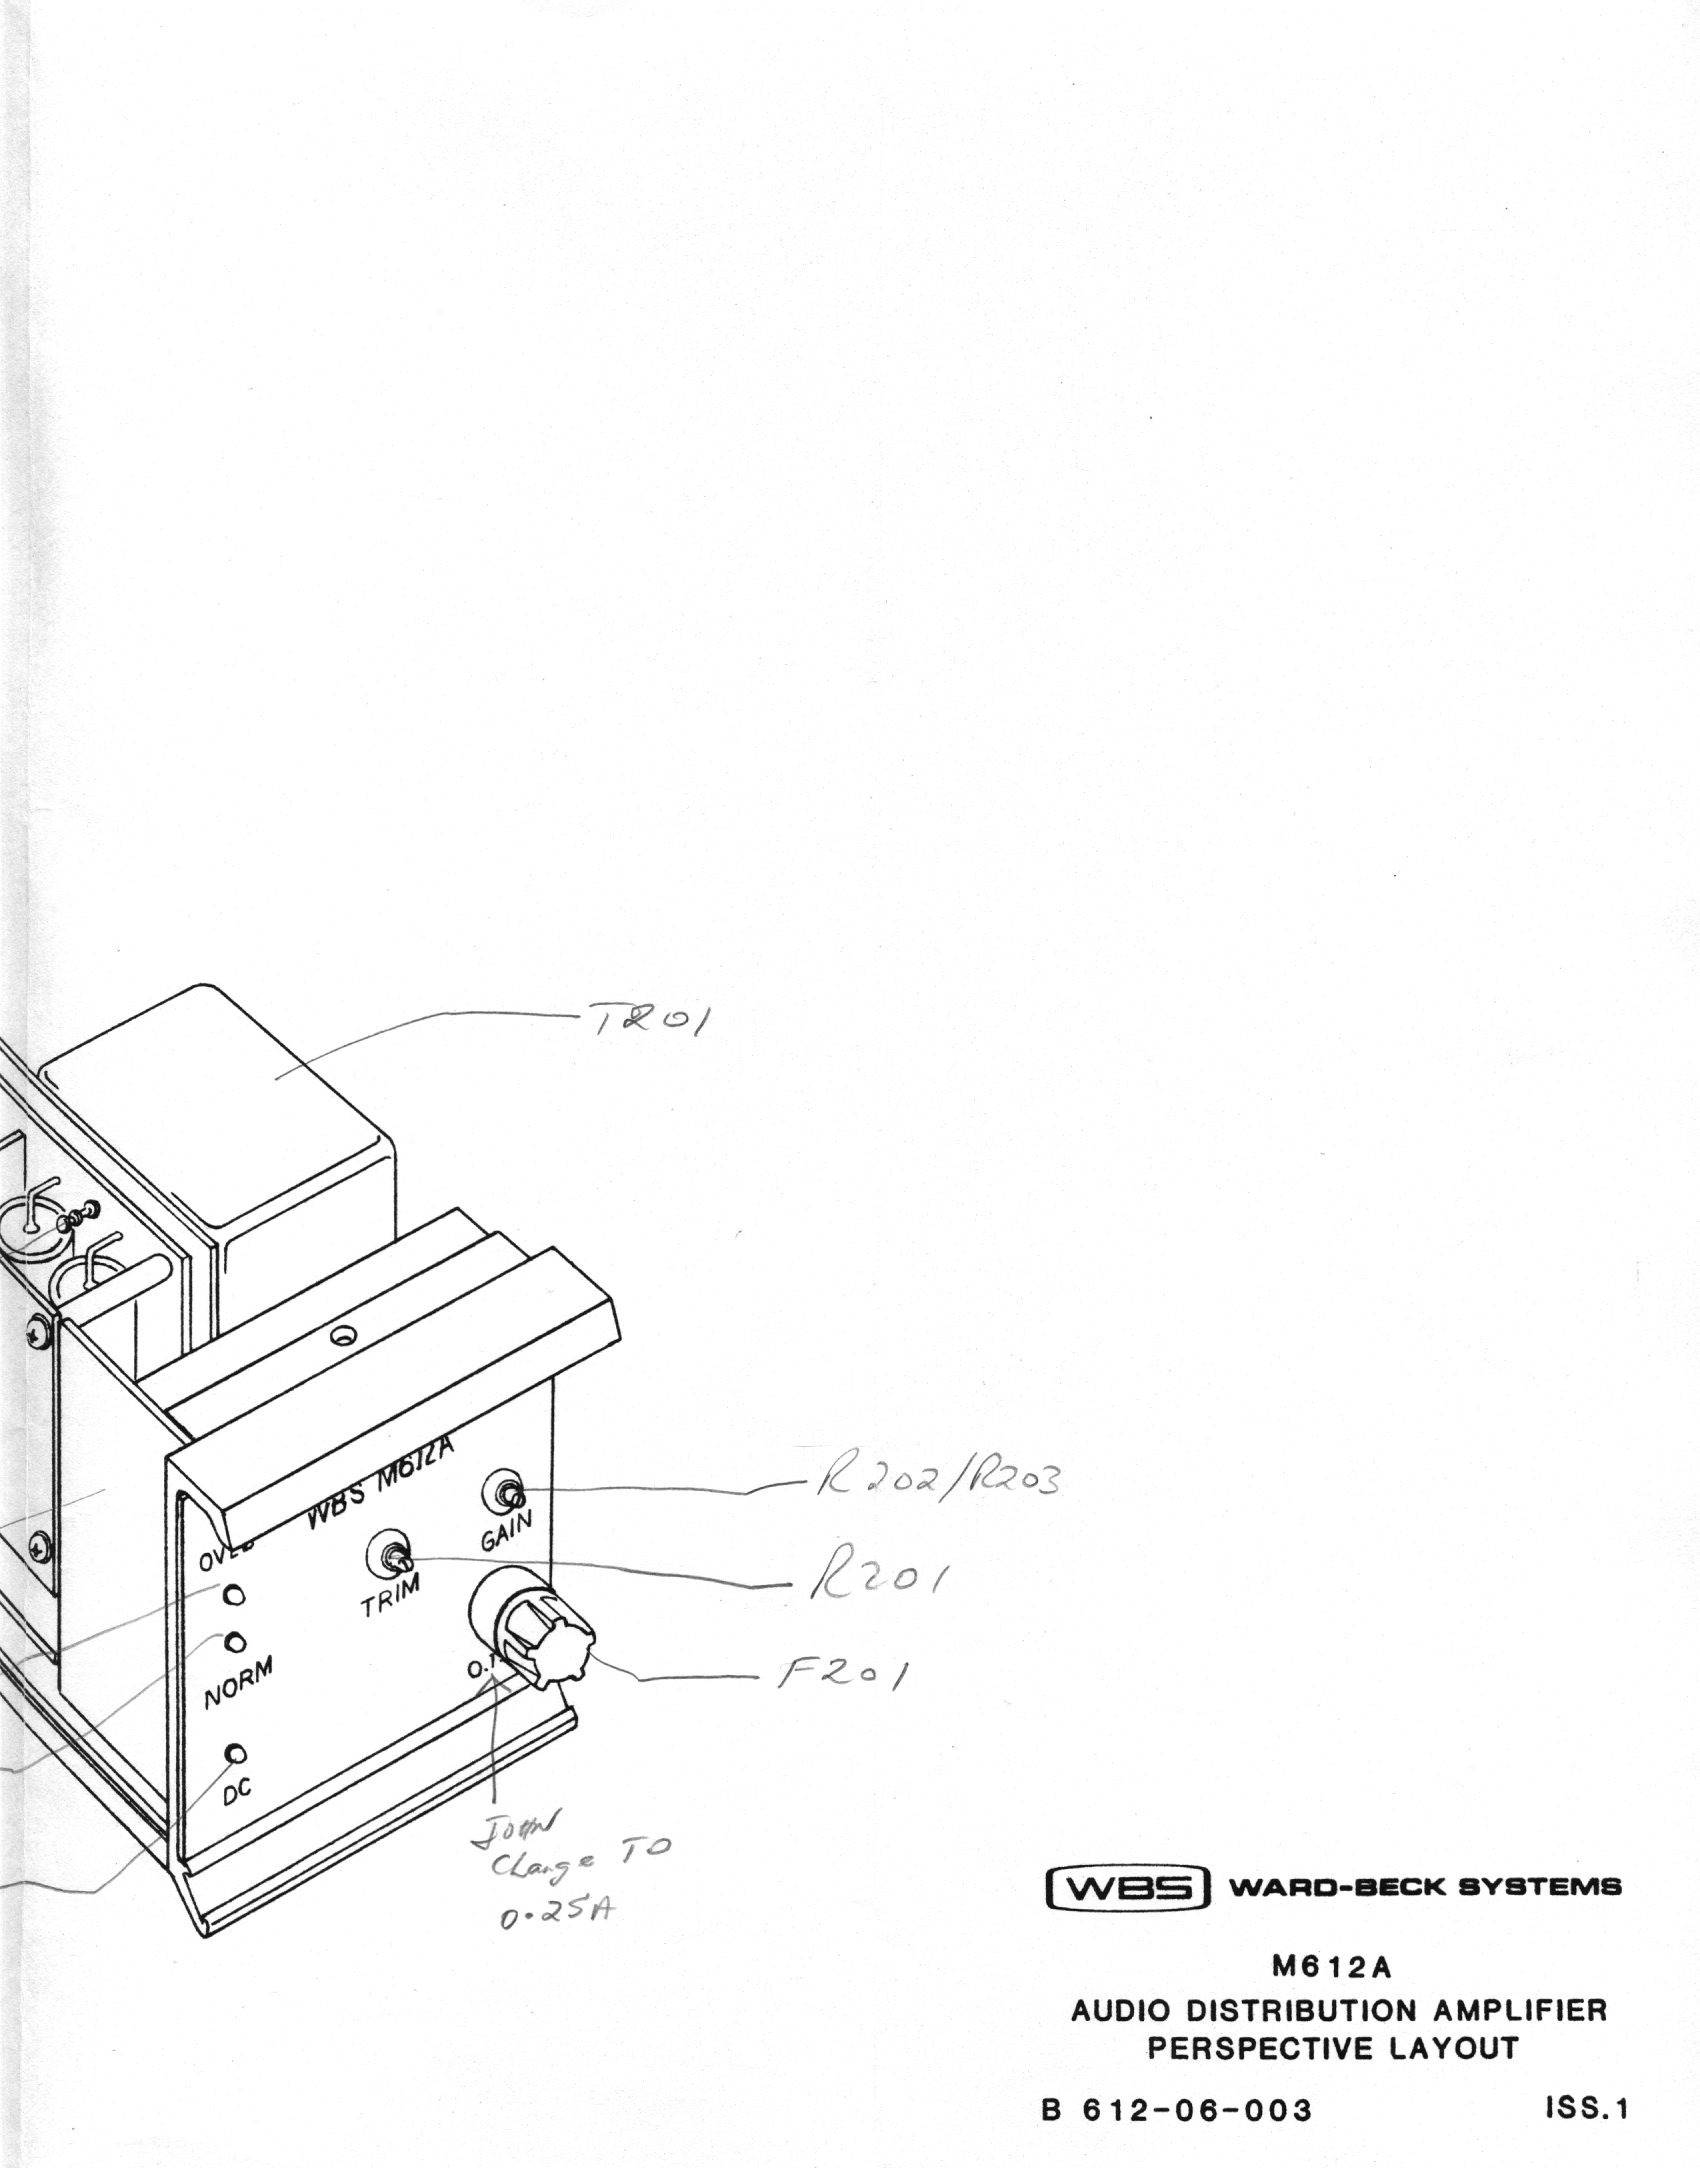 T201
WBS M612A
R202/R203
GAIN
R201
TRIM
F201
NORM
DC
John
Change TO
0.25A
WBS WARD-BECK SYSTEMS
M612A
AUDIO DISTRIBUTION AMPLIFIER
PERSPECTIVE LAYOUT
B 612-06-003 ISS.1